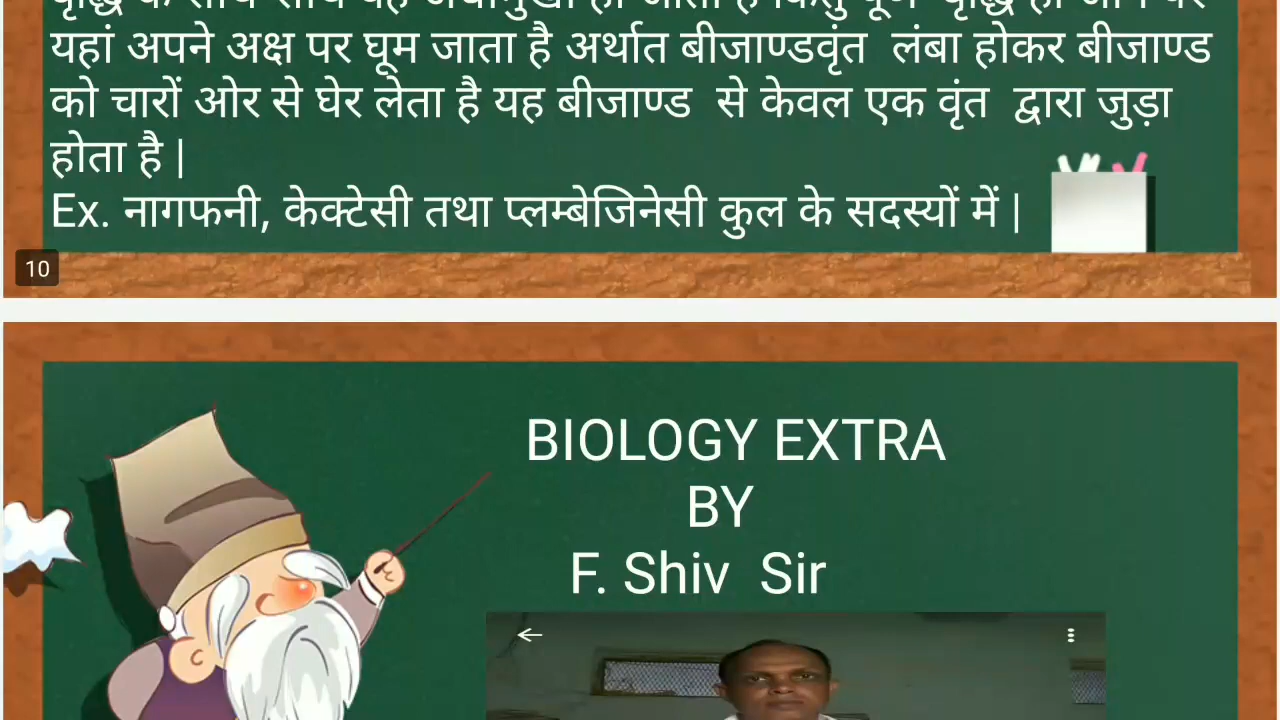 यहां अपने अक्ष पर घूम जाता है अर्थात बीजाण्डवृंत लंबा होकर बीजाण्ड
को चारों ओर से घेर लेता है यह बीजाण्ड से केवल एक वृंत द्वारा जुड़ा
होता है |
Ex. नागफनी, केक्टेसी तथा प्लम्बेजिनेसी कुल के सदस्यों में |
10
BIOLOGY EXTRA
BY
F. Shiv Sir